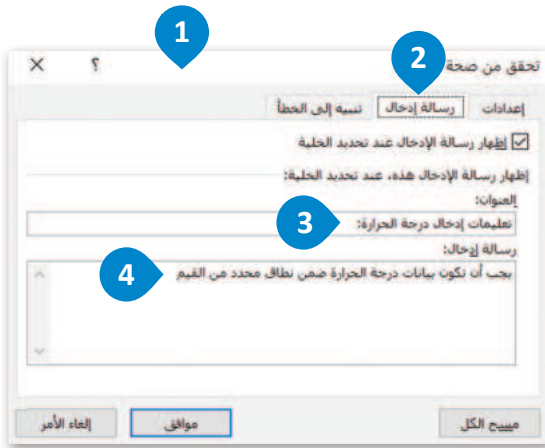 1
2
تحقق من صحة
؟
إعدادات رسالة إدخال تنبيه إلى الخطأ
إظهار رسالة الإدخال عند تحديد الخلية
إظهار رسالة الإدخال هذه، عند تحديد الخلية:
العنوان:
تعليمات إدخال درجة الحرارة:
3
رسالة إدخال:
يجب أن تكون بيانات درجة الحرارة ضمن نطاق محدد من القيم
4
مسح الكل موافق إلغاء الأمر